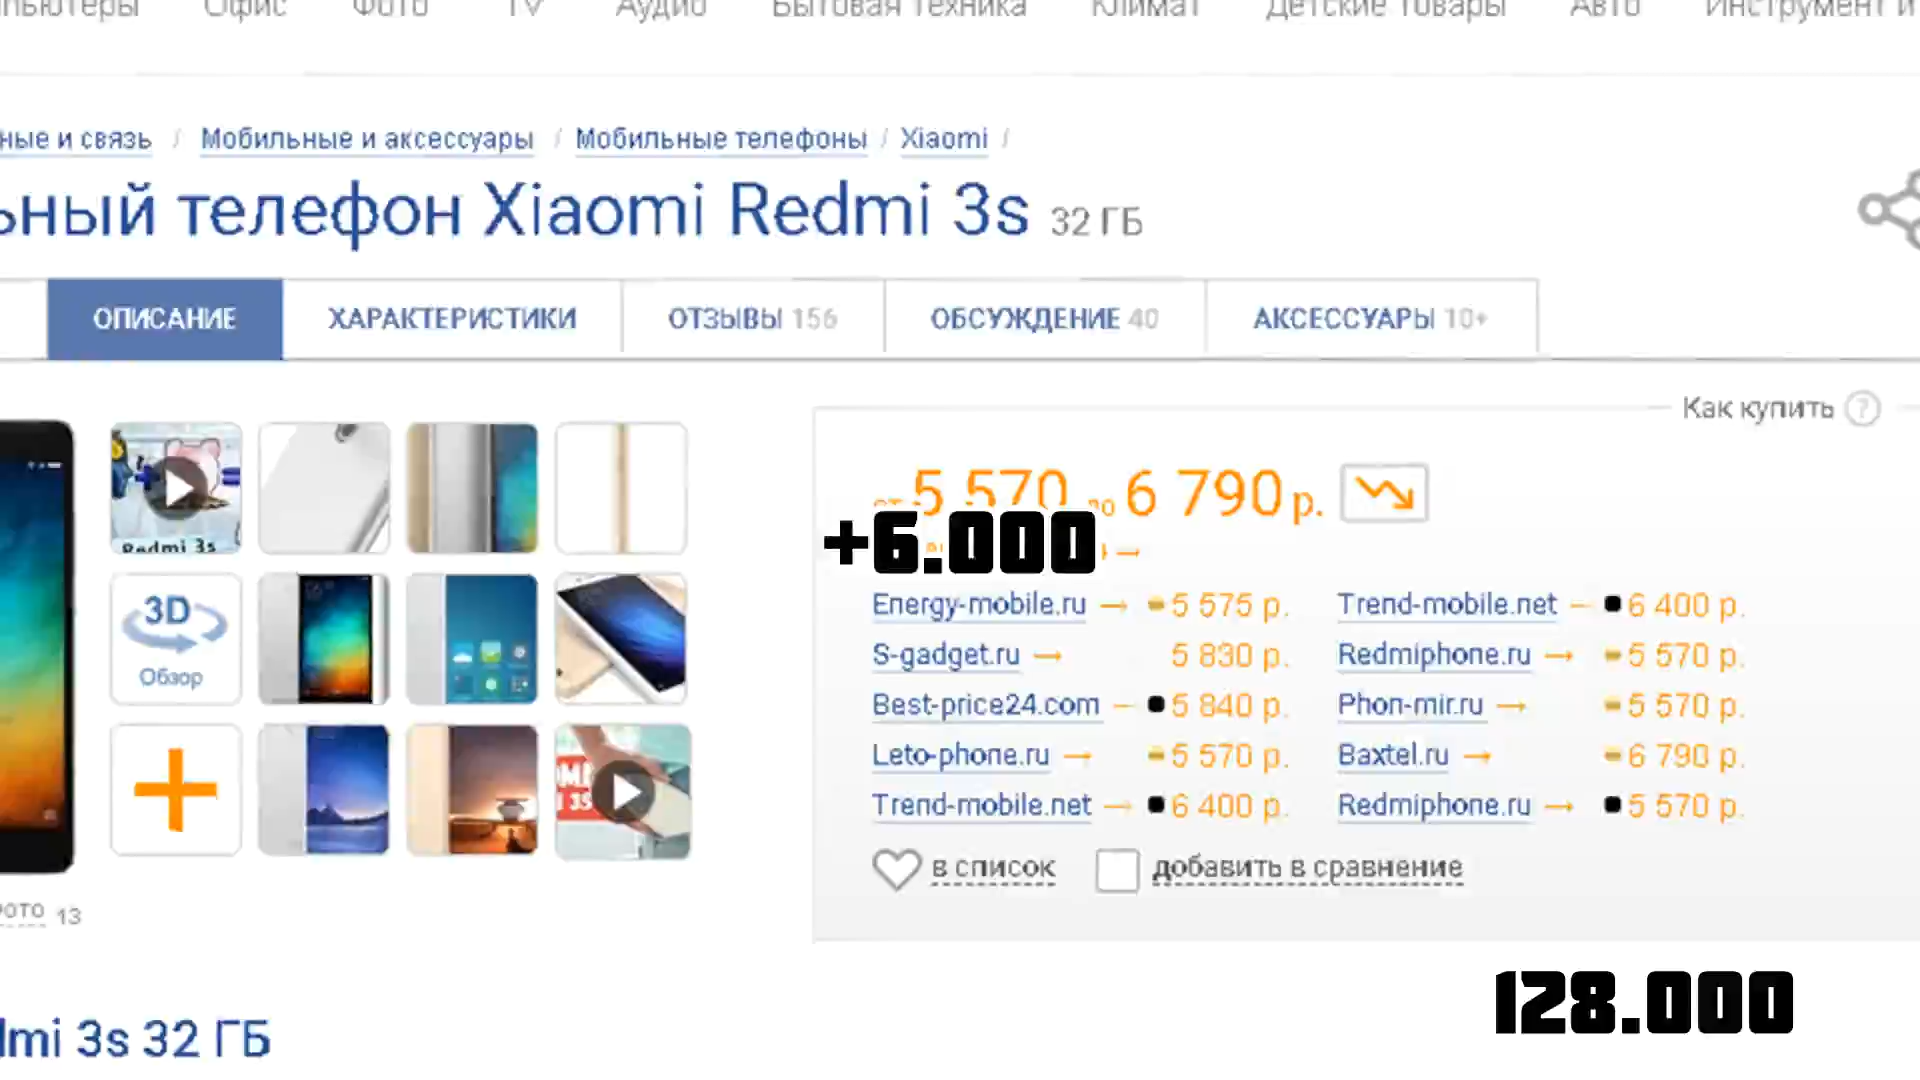 Офис Фото TV Аудио Бытовая техника Климат Детские товары Авто Инструмент и
ные и связь / Мобильные и аксессуары / Мобильные телефоны / Xiaomi /
ьный телефон Xiaomi Redmi 3s 32 ГБ
ОПИСАНИЕ ХАРАКТЕРИСТИКИ ОТЗЫВЫ 156 ОБСУЖДЕНИЕ 40 АКСЕССУАРЫ 10+
Как купить ?
от 5 570 до 6 790 р.
+6.000
Redmi 3s
3D
Обзор
Energy-mobile.ru → 5 575 р. Trend-mobile.net → 6 400 р.
S-gadget.ru → 5 830 р. Redmiphone.ru → 5 570 р.
Best-price24.com → 5 840 р. Phon-mir.ru → 5 570 р.
Leto-phone.ru → 5 570 р. Baxtel.ru → 6 790 р.
Trend-mobile.net → 6 400 р. Redmiphone.ru → 5 570 р.
в список добавить в сравнение
ото 13
128.000
dmi 3s 32 ГБ